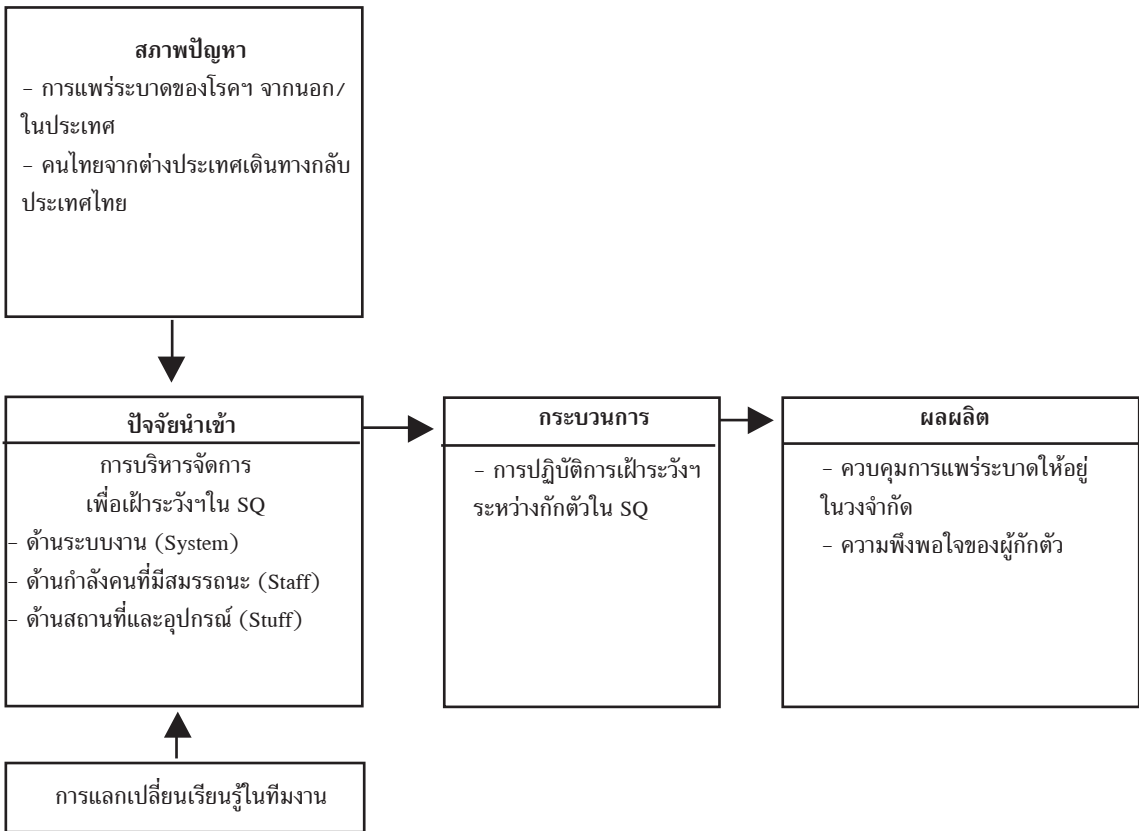 สภาพปัญหา
- การแพร่ระบาดของโรคฯ จากนอก/
ในประเทศ
- คนไทยจากต่างประเทศเดินทางกลับ
ประเทศไทย
ปัจจัยนำเข้า
การบริหารจัดการ
เพื่อเฝ้าระวังฯใน SQ
- ด้านระบบงาน (System)
- ด้านกำลังคนที่มีสมรรถนะ (Staff)
- ด้านสถานที่และอุปกรณ์ (Stuff)
กระบวนการ
- การปฏิบัติการเฝ้าระวังฯ
ระหว่างกักตัวใน SQ
ผลผลิต
- ควบคุมการแพร่ระบาดให้อยู่
ในวงจำกัด
- ความพึงพอใจของผู้กักตัว
การแลกเปลี่ยนเรียนรู้ในทีมงาน